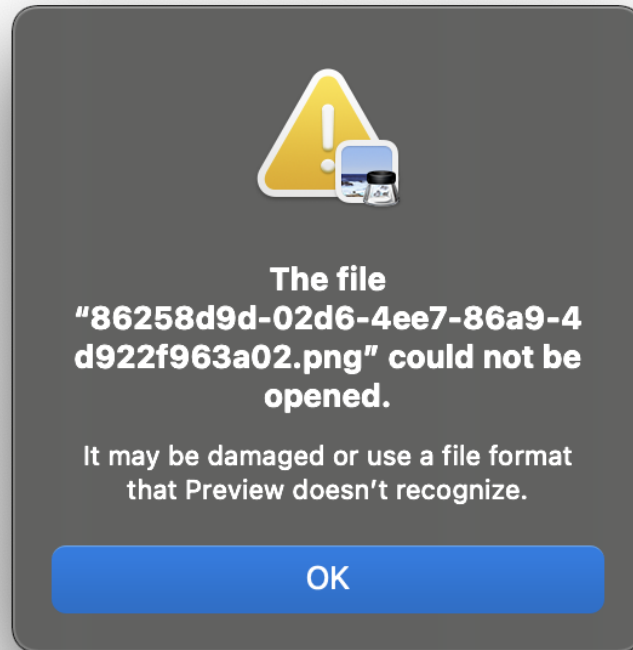 The file
“86258d9d-02d6-4ee7-86a9-4
d922f963a02.png” could not be
opened.
It may be damaged or use a file format
that Preview doesn’t recognize.
OK